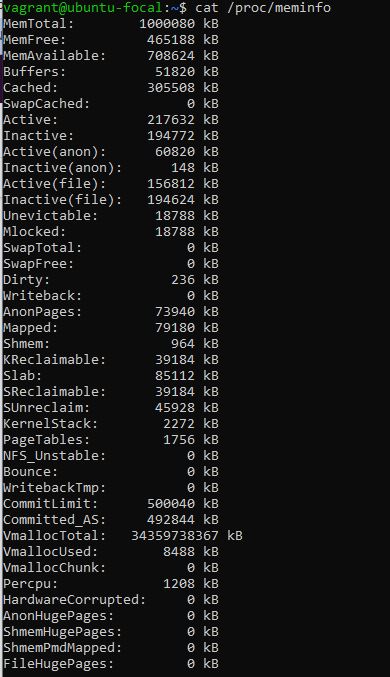 vagrant@ubuntu-focal:~$ cat /proc/meminfo
MemTotal:        1000080 kB
MemFree:          465188 kB
MemAvailable:     708624 kB
Buffers:           51820 kB
Cached:           305508 kB
SwapCached:            0 kB
Active:           217632 kB
Inactive:         194772 kB
Active(anon):      60820 kB
Inactive(anon):      148 kB
Active(file):     156812 kB
Inactive(file):   194624 kB
Unevictable:       18788 kB
Mlocked:           18788 kB
SwapTotal:             0 kB
SwapFree:              0 kB
Dirty:               236 kB
Writeback:             0 kB
AnonPages:         73940 kB
Mapped:            79180 kB
Shmem:               964 kB
KReclaimable:      39184 kB
Slab:              85112 kB
SReclaimable:      39184 kB
SUnreclaim:        45928 kB
KernelStack:        2272 kB
PageTables:         1756 kB
NFS_Unstable:          0 kB
Bounce:                0 kB
WritebackTmp:          0 kB
CommitLimit:      500040 kB
Committed_AS:     492844 kB
VmallocTotal:   34359738367 kB
VmallocUsed:        8488 kB
VmallocChunk:          0 kB
Percpu:             1208 kB
HardwareCorrupted:     0 kB
AnonHugePages:         0 kB
ShmemHugePages:        0 kB
ShmemPmdMapped:        0 kB
FileHugePages:         0 kB